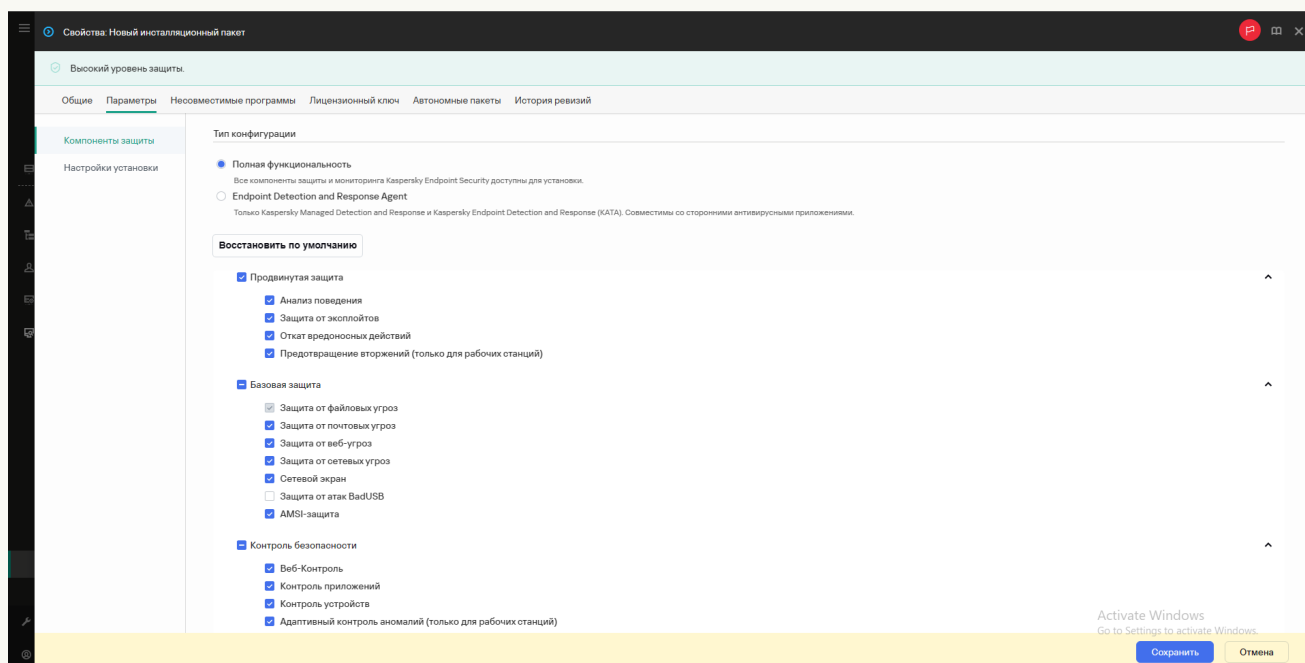 Свойства: Новый инсталляционный пакет
Высокий уровень защиты.
Общие Параметры Несовместимые программы Лицензионный ключ Автономные пакеты История ревизий
Компоненты защиты
Настройки установки
Тип конфигурации
Полная функциональность
Все компоненты защиты и мониторинга Kaspersky Endpoint Security доступны для установки.
Endpoint Detection and Response Agent
Только Kaspersky Managed Detection and Response и Kaspersky Endpoint Detection and Response (KATA). Совместимы со сторонними антивирусными приложениями.
Восстановить по умолчанию
Продвинутая защита
Анализ поведения
Защита от эксплойтов
Откат вредоносных действий
Предотвращение вторжений (только для рабочих станций)
Базовая защита
Защита от файловых угроз
Защита от почтовых угроз
Защита от веб-угроз
Защита от сетевых угроз
Сетевой экран
Защита от атак BadUSB
AMSI-защита
Контроль безопасности
Веб-Контроль
Контроль приложений
Контроль устройств
Адаптивный контроль аномалий (только для рабочих станций)
Activate Windows
Go to Settings to activate Windows.
Сохранить Отмена